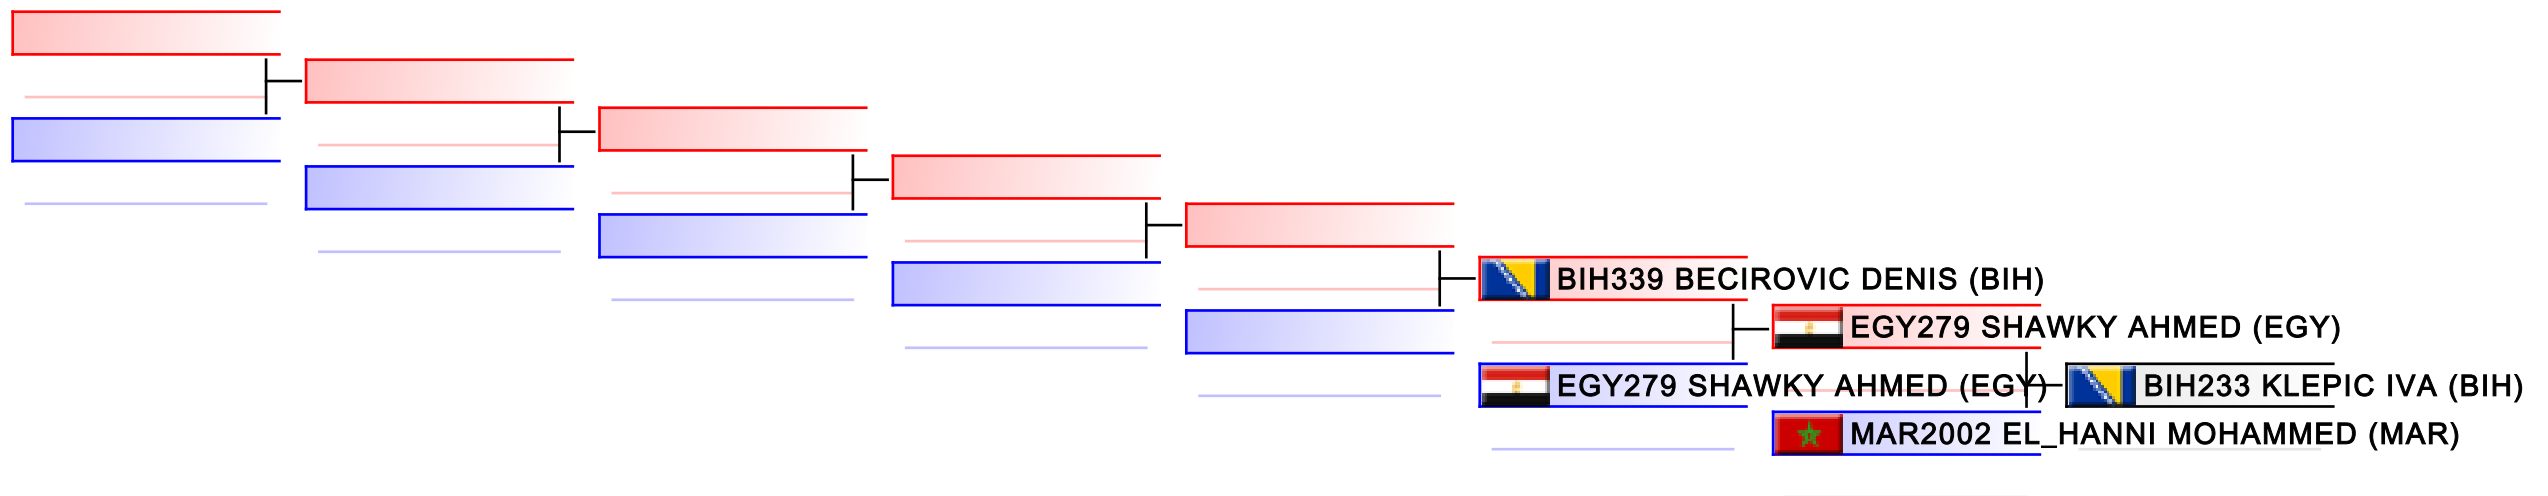 BIH339 BECIROVIC DENIS (BIH)
EGY279 SHAWKY AHMED (EGY)
EGY279 SHAWKY AHMED (EGY)
BIH233 KLEPIC IVA (BIH)
MAR2002 EL_HANNI MOHAMMED (MAR)